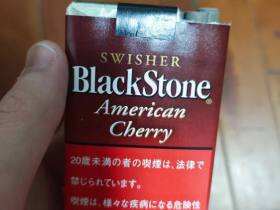 SWISHER
BlackStone®
American
Cherry
20歳未満の者の喫煙は、法律で
禁じられています。
喫煙は、様々な疾病になる危険性